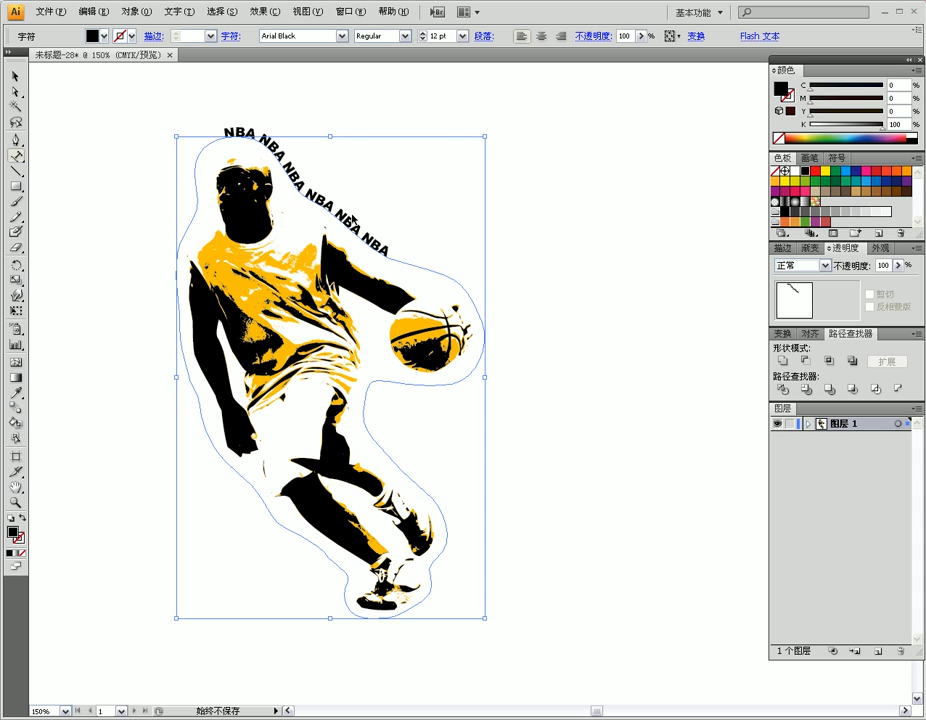 Ai 文件(F) 编辑(E) 对象(O) 文字(T) 选择(S) 效果(C) 视图(V) 窗口(W) 帮助(H) Br 基本功能
字符 描边: 字符: Arial Black Regular 12 pt 段落: 不透明度: 100 % 变换 Flash 文本
未标题-28* @ 150% (CMYK/预览) ×
颜色
C 0 %
M 0 %
Y 0 %
K 100 %
色板 画笔 符号
描边 渐变 透明度 外观
正常 不透明度: 100 %
剪切
反相蒙版
变换 对齐 路径查找器
形状模式:
扩展
路径查找器:
图层
图层 1
1 个图层
NBA NBA NBA NBA NBA NBA
150% 1 始终不保存